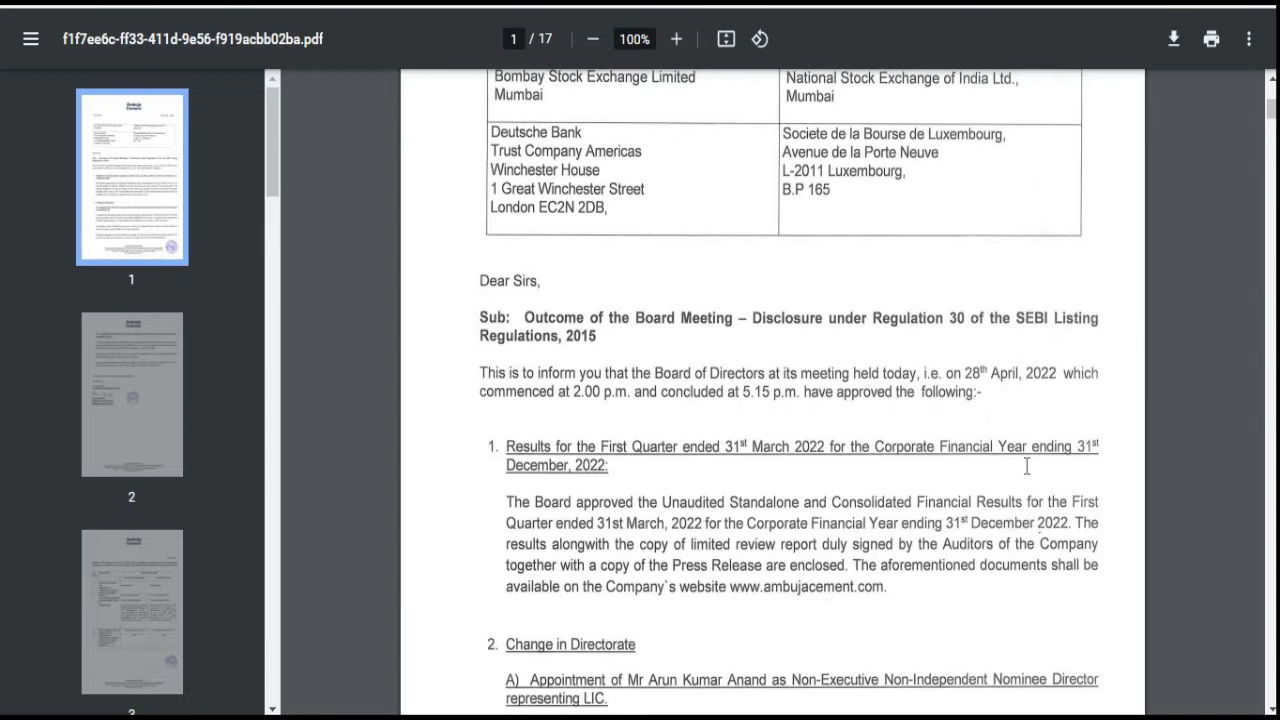 f1f7ee6c-ff33-411d-9e56-f919acbb02ba.pdf
1 / 17
100%
Bombay Stock Exchange Limited
Mumbai
National Stock Exchange of India Ltd.,
Mumbai
Deutsche Bank
Trust Company Americas
Winchester House
1 Great Winchester Street
London EC2N 2DB,
Societe de la Bourse de Luxembourg,
Avenue de la Porte Neuve
L-2011 Luxembourg,
B.P 165
Dear Sirs,
Sub: Outcome of the Board Meeting – Disclosure under Regulation 30 of the SEBI Listing
Regulations, 2015
This is to inform you that the Board of Directors at its meeting held today, i.e. on 28th April, 2022 which
commenced at 2.00 p.m. and concluded at 5.15 p.m. have approved the following:-
1. Results for the First Quarter ended 31st March 2022 for the Corporate Financial Year ending 31st
December, 2022:
The Board approved the Unaudited Standalone and Consolidated Financial Results for the First
Quarter ended 31st March, 2022 for the Corporate Financial Year ending 31st December 2022. The
results alongwith the copy of limited review report duly signed by the Auditors of the Company
together with a copy of the Press Release are enclosed. The aforementioned documents shall be
available on the Company`s website www.ambujacement.com.
2. Change in Directorate
A) Appointment of Mr Arun Kumar Anand as Non-Executive Non-Independent Nominee Director
representing LIC.
1
2
3